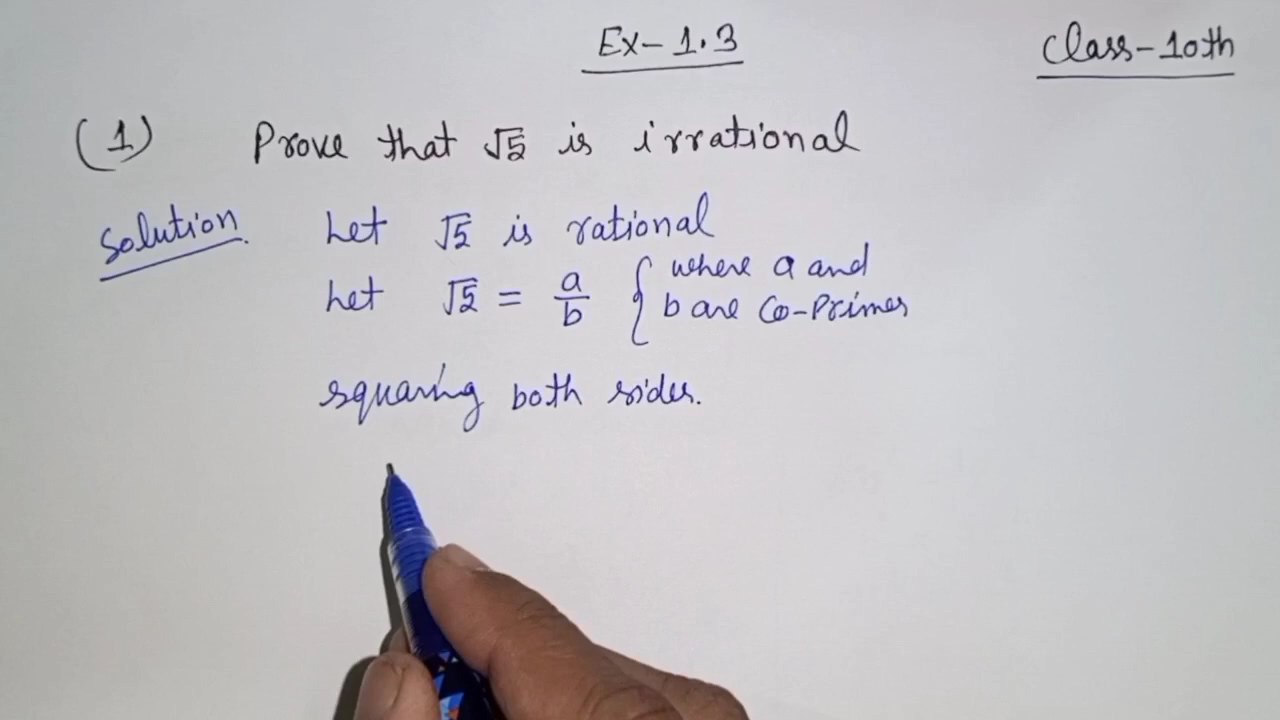 Ex-1.3
Class-10th
(1) Prove that √5 is irrational
Solution. Let √5 is rational
Let √5 = a/b { where a and
b are Co-Primes
squaring both sides.